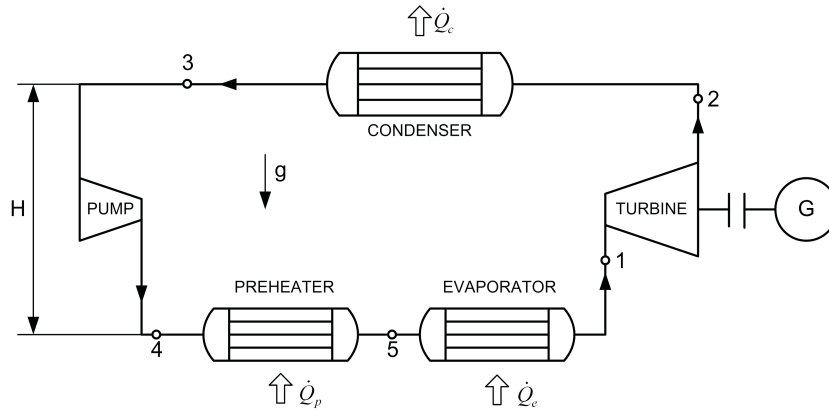 Q̇c
3
2
CONDENSER
g
H
PUMP
TURBINE
G
1
PREHEATER
EVAPORATOR
4
5
Q̇p
Q̇e